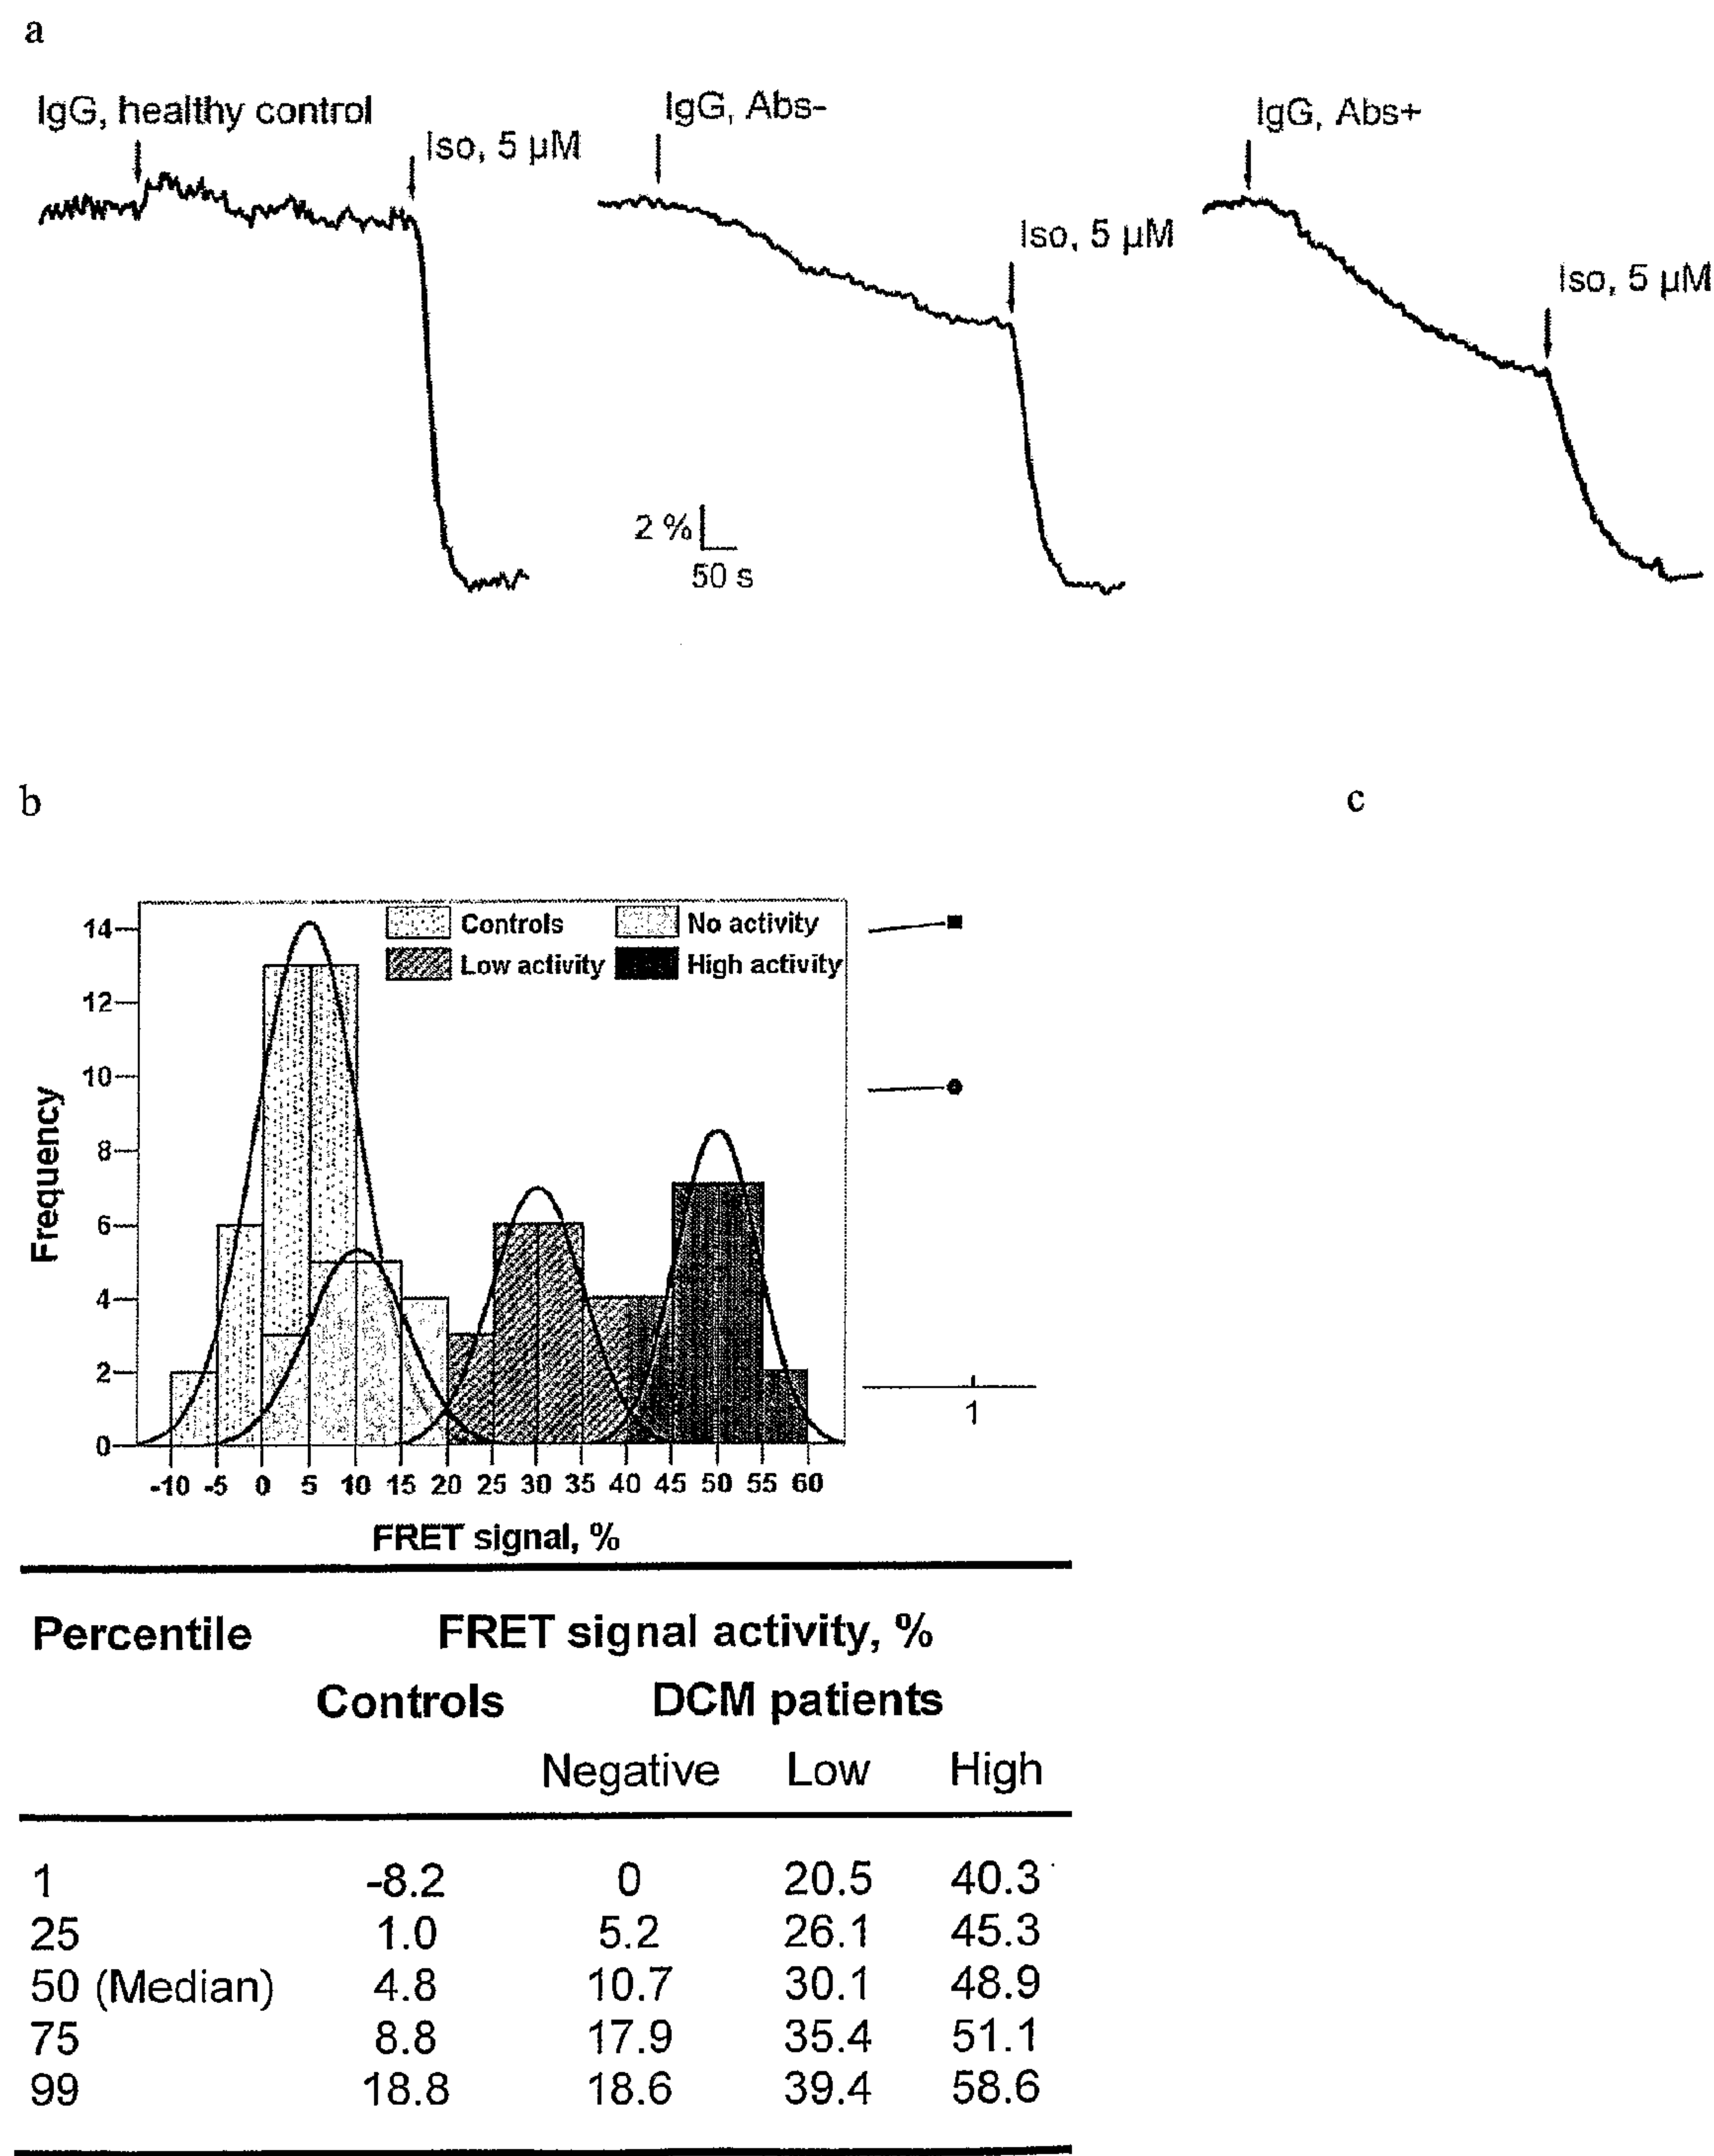 a
IgG, healthy control
Iso, 5 µM
IgG, Abs-
Iso, 5 µM
IgG, Abs+
Iso, 5 µM
2 %
50 s
b
c
Controls
No activity
Low activity
High activity
14
12
10
8
6
4
2
0
Frequency
-10 -5 0 5 10 15 20 25 30 35 40 45 50 55 60
FRET signal, %
1
Percentile FRET signal activity, %
Controls DCM patients
Negative Low High
1 -8.2 0 20.5 40.3
25 1.0 5.2 26.1 45.3
50 (Median) 4.8 10.7 30.1 48.9
75 8.8 17.9 35.4 51.1
99 18.8 18.6 39.4 58.6